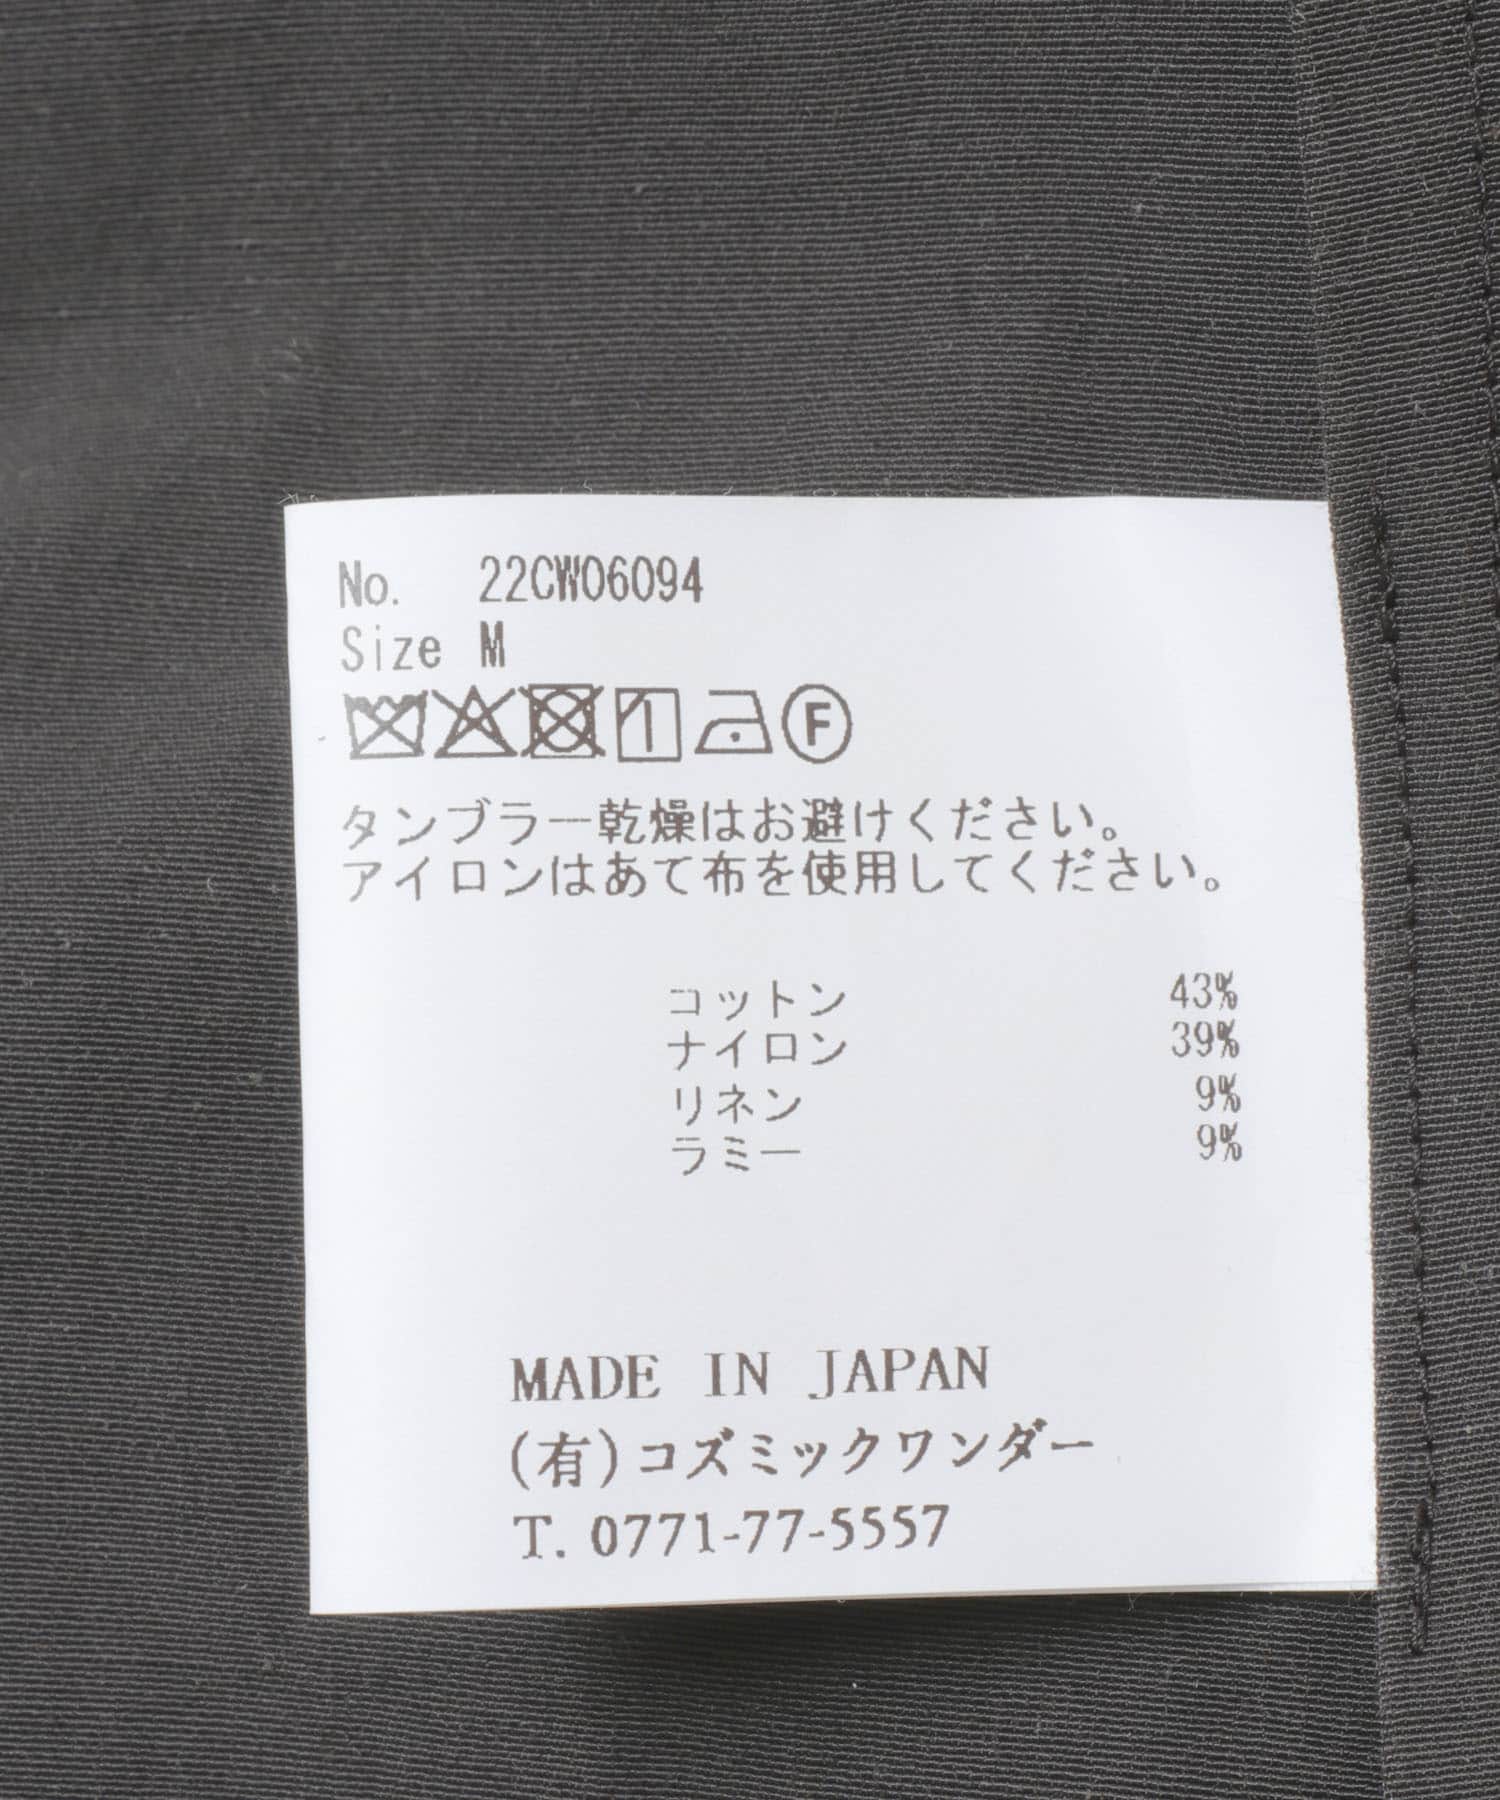 No. 22CW06094
Size M
F
タンブラー乾燥はお避けください。
アイロンはあて布を使用してください。
コットン 43%
ナイロン 39%
リネン 9%
ラミー 9%
MADE IN JAPAN
(有)コズミックワンダー
T. 0771-77-5557